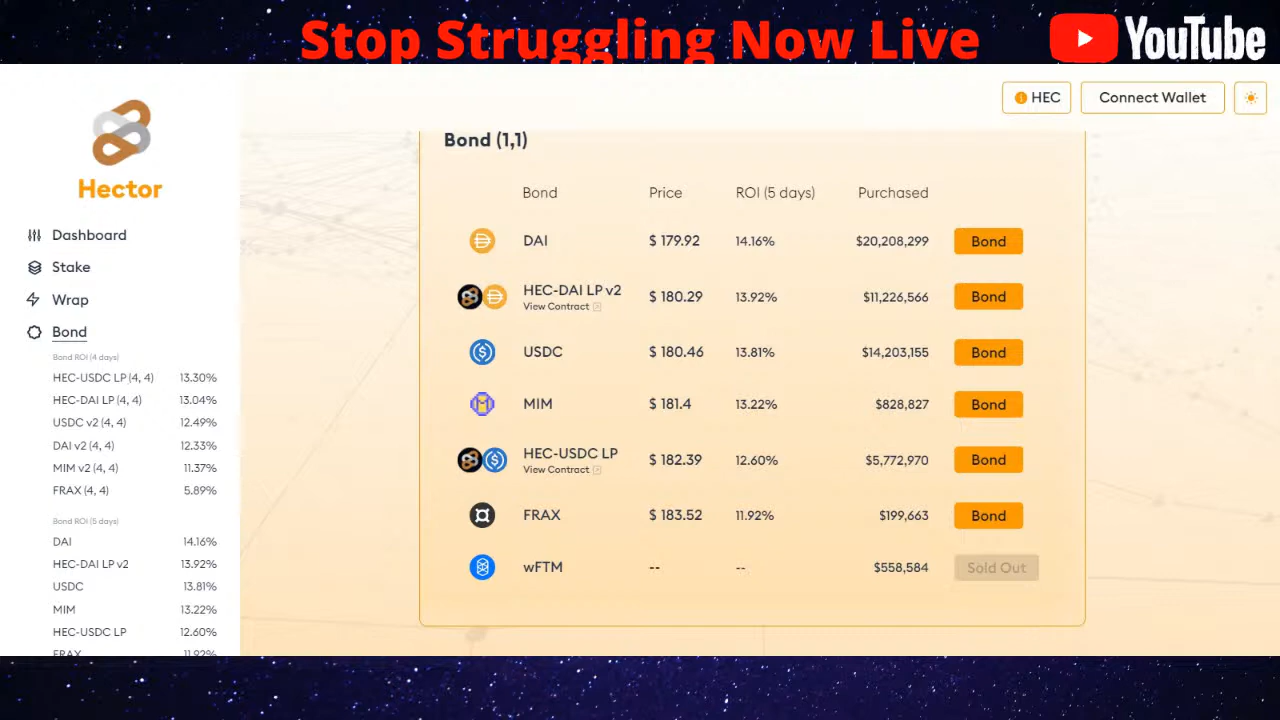 Stop Struggling Now Live
YouTube
HEC
Connect Wallet
Hector
Dashboard
Stake
Wrap
Bond
Bond ROI (4 days)
HEC-USDC LP (4, 4) 13.30%
HEC-DAI LP (4, 4) 13.04%
USDC v2 (4, 4) 12.49%
DAI v2 (4, 4) 12.33%
MIM v2 (4, 4) 11.37%
FRAX (4, 4) 5.89%
Bond ROI (5 days)
DAI 14.16%
HEC-DAI LP v2 13.92%
USDC 13.81%
MIM 13.22%
HEC-USDC LP 12.60%
FRAX 11.92%
Bond (1,1)
Bond Price ROI (5 days) Purchased
DAI $ 179.92 14.16% $20,208,299 Bond
HEC-DAI LP v2 $ 180.29 13.92% $11,226,566 Bond
View Contract
USDC $ 180.46 13.81% $14,203,155 Bond
MIM $ 181.4 13.22% $828,827 Bond
HEC-USDC LP $ 182.39 12.60% $5,772,970 Bond
View Contract
FRAX $ 183.52 11.92% $199,663 Bond
wFTM -- -- $558,584 Sold Out